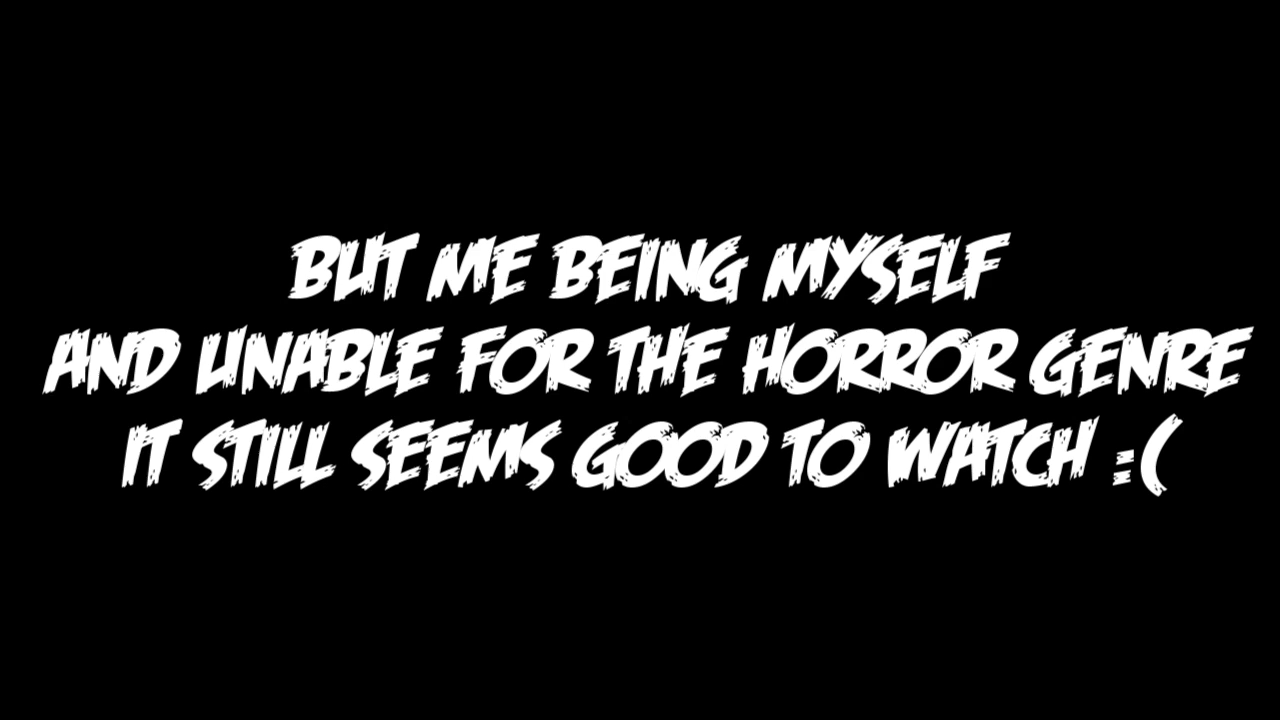 BUT ME BEING MYSELF
AND UNABLE FOR THE HORROR GENRE
IT STILL SEEMS GOOD TO WATCH :(